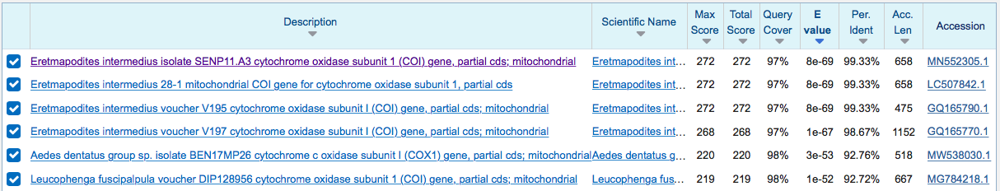 Description Scientific Name Max Score Total Score Query Cover E value Per. Ident Acc. Len Accession
Eretmapodites intermedius isolate SENP11.A3 cytochrome oxidase subunit 1 (COI) gene, partial cds; mitochondrial Eretmapodites int... 272 272 97% 8e-69 99.33% 658 MN552305.1
Eretmapodites intermedius 28-1 mitochondrial COI gene for cytochrome oxidase subunit 1, partial cds Eretmapodites int... 272 272 97% 8e-69 99.33% 658 LC507842.1
Eretmapodites intermedius voucher V195 cytochrome oxidase subunit I (COI) gene, partial cds; mitochondrial Eretmapodites int... 272 272 97% 8e-69 99.33% 475 GQ165790.1
Eretmapodites intermedius voucher V197 cytochrome oxidase subunit I (COI) gene, partial cds; mitochondrial Eretmapodites int... 268 268 97% 1e-67 98.67% 1152 GQ165770.1
Aedes dentatus group sp. isolate BEN17MP26 cytochrome c oxidase subunit I (COX1) gene, partial cds; mitochondrial Aedes dentatus g... 220 220 98% 3e-53 92.76% 518 MW538030.1
Leucophenga fuscipalpula voucher DIP128956 cytochrome oxidase subunit 1 (COI) gene, partial cds; mitochondrial Leucophenga fus... 219 219 98% 1e-52 92.72% 667 MG784218.1